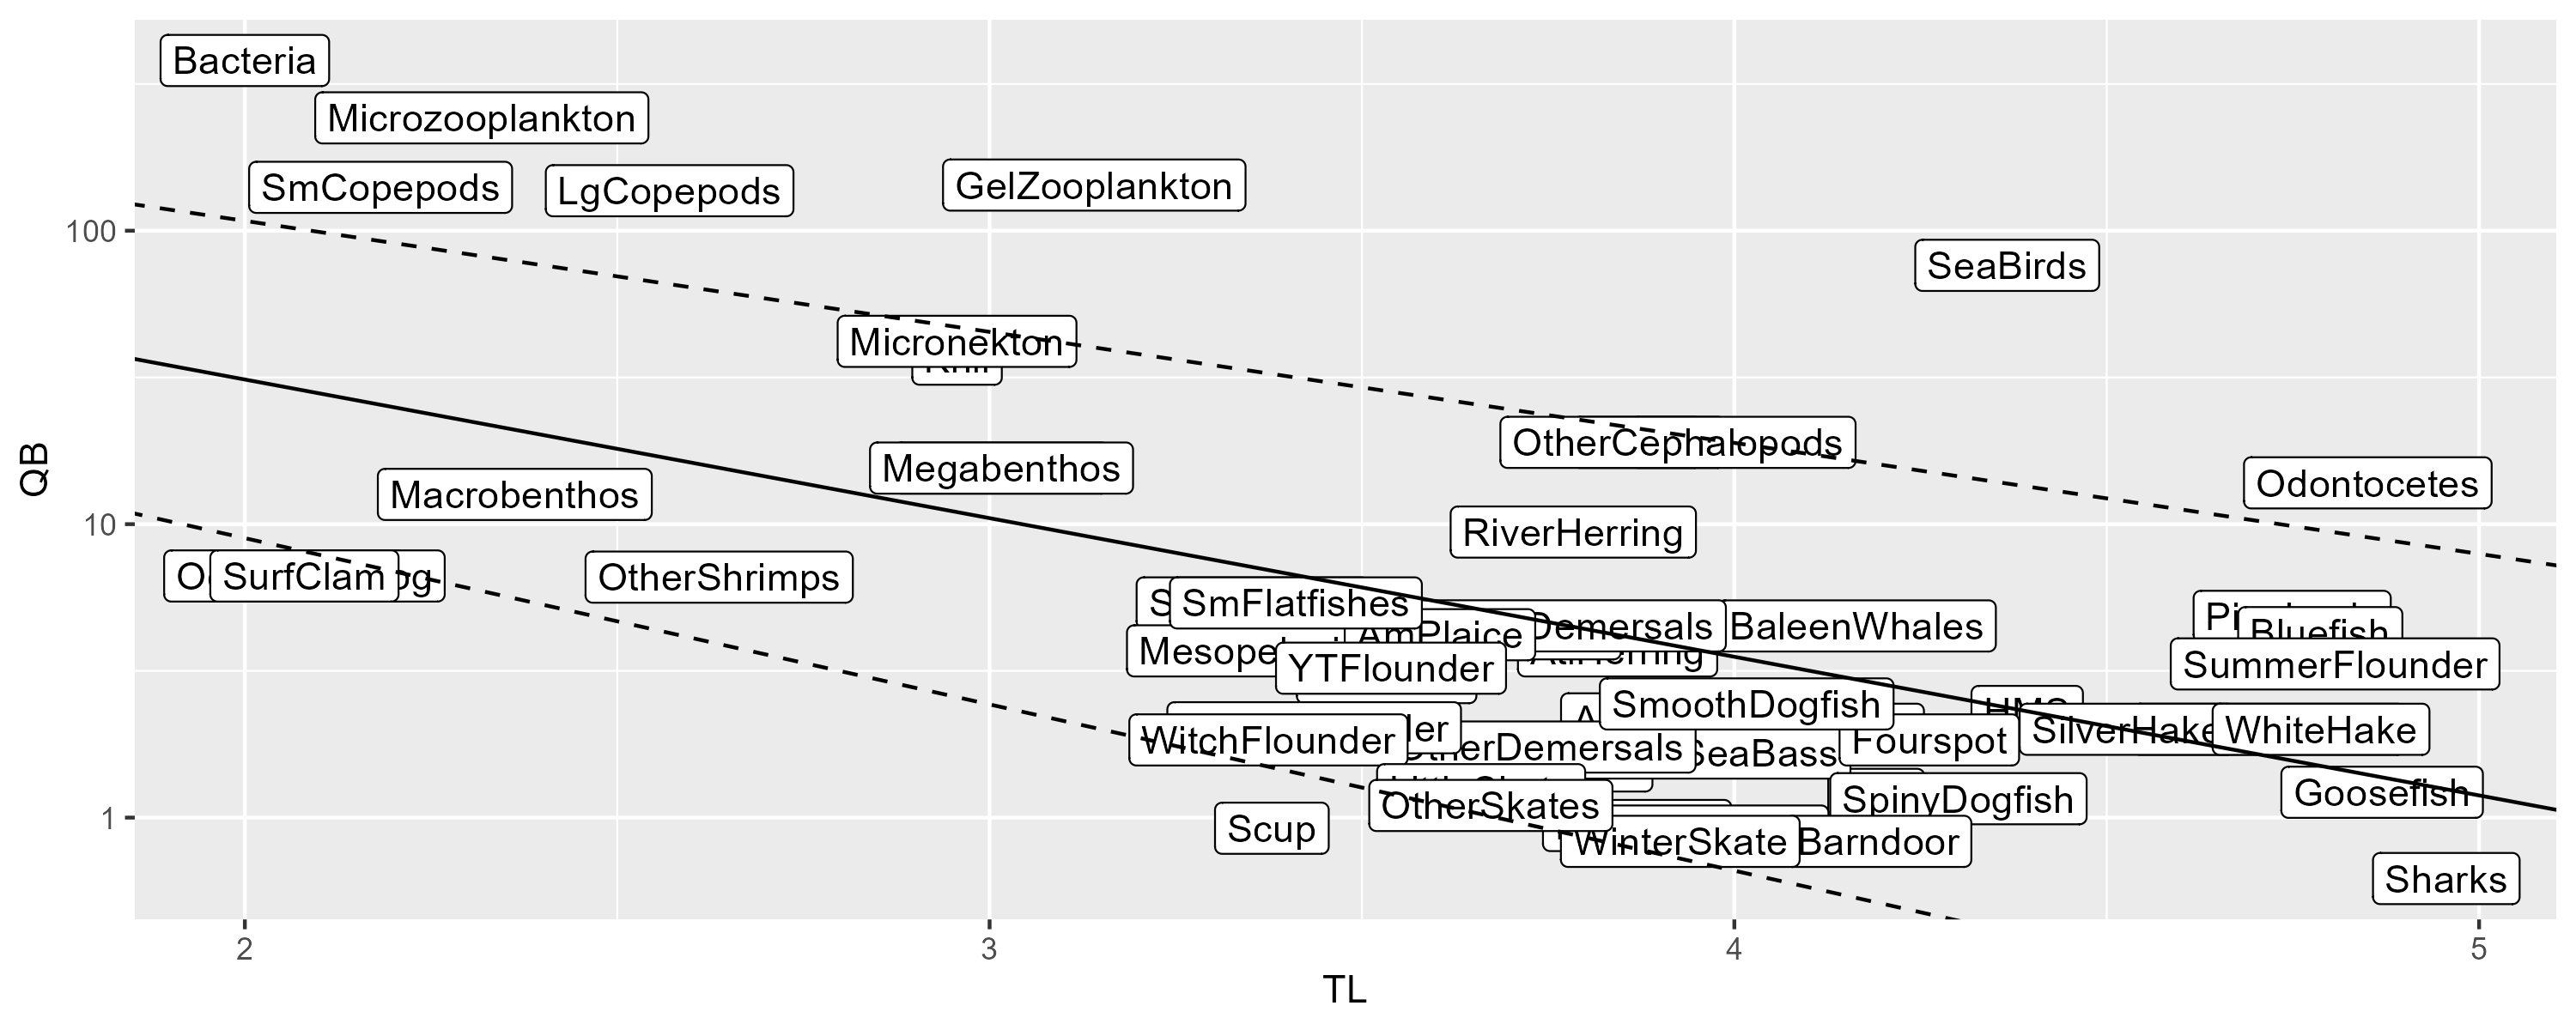 Bacteria
Microzooplankton
SmCopepods
LgCopepods
GelZooplankton
100
SeaBirds
Micronekton
OtherCephalopods
Megabenthos
Odontocetes
Macrobenthos
QB
10
RiverHerring
SurfClam
OtherShrimps
SmFlatfishes
Demersals
BaleenWhales
Bluefish
AmPlaice
YTFlounder
SummerFlounder
SmoothDogfish
HMS
WitchFlounder
OtherDemersals
SeaBass
Fourspot
SilverHake
WhiteHake
Goosefish
1
OtherSkates
SpinyDogfish
Scup
WinterSkate
Barndoor
Sharks
2
3
4
5
TL